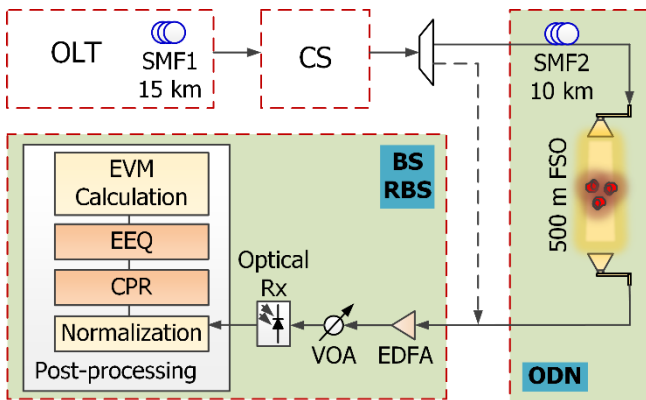 OLT
SMF1
15 km
CS
SMF2
10 km
500 m FSO
ODN
BS
RBS
EVM
Calculation
EEQ
CPR
Normalization
Post-processing
Optical
Rx
VOA
EDFA